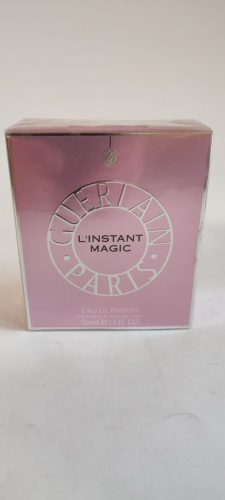 GUERLAIN
L'INSTANT
MAGIC
PARIS
EAU DE PARFUM
50 ml e 1.7 FL. OZ.